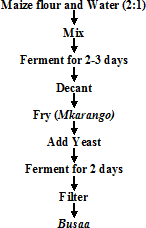 Maize flour and Water (2:1)
Mix
Ferment for 2-3 days
Decant
Fry (Mkarango)
Add Yeast
Ferment for 2 days
Filter
Busaa